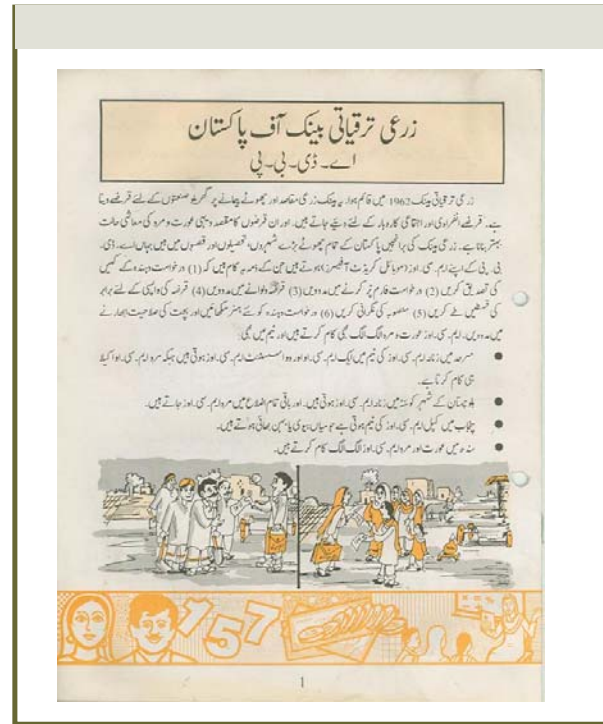 زرعی ترقیاتی بینک آف پاکستان
اے۔ ڈی۔ بی۔ پی
زرعی ترقیاتی بینک 1962 میں قائم ہوا۔ یہ بینک زرعی مقاصد اور چھوٹے پیمانے پر گھریلو صنعتوں کے لئے قرضے دیتا
ہے۔ قرضے انفرادی اور اجتماعی کاروبار کے لئے دیئے جاتے ہیں۔ اور ان قرضوں کا مقصد دیہی عورت و مرد کی معاشی حالت
بہتر بنانا ہے۔ زرعی بینک کی برانچیں پاکستان کے تمام چھوٹے بڑے شہروں، تحصیلوں اور قصبوں میں ہیں جہاں اے۔ ڈی۔
بی۔ پی کے اپنے ایم۔ سی۔ اوز (موبائل کریڈٹ آفیسرز) ہوتے ہیں جن کے ذمہ یہ کام ہیں کہ (1) درخواست دہندہ کے کیس
کی تصدیق کریں (2) درخواست فارم پُر کرنے میں مدد دیں (3) قرضہ دلوانے میں مدد دیں (4) قرضہ کی واپسی کے لئے برابر
کی قسطیں طے کریں (5) منصوبہ کی نگرانی کریں (6) درخواست دہندہ کو نئے ہنر سکھائیں اور بچت کی صلاحیت ابھارنے
میں مدد دیں۔ ایم۔ سی۔ اوز عورت و مرد الگ الگ بھی کام کرتے ہیں اور ٹیم میں بھی:
● سرحد میں زنانہ ایم۔ سی۔ اوز کی ٹیم میں ایک ایم۔ سی۔ او اور دو اسسٹنٹ ایم۔ سی۔ اوز ہوتی ہیں جبکہ مرد ایم۔ سی۔ او اکیلا
ہی کام کرتا ہے۔
● بلوچستان کے شہر کوئٹہ میں زنانہ ایم۔ سی۔ اوز ہوتی ہیں۔ اور باقی تمام اضلاع میں مرد ایم۔ سی۔ اوز جاتے ہیں۔
● پنجاب میں کپل ایم۔ سی۔ اوز کی ٹیم ہوتی ہے جو میاں، بیوی یا بہن بھائی ہوتے ہیں۔
● سندھ میں عورت اور مرد ایم۔ سی۔ اوز الگ الگ کام کرتے ہیں۔
157
1